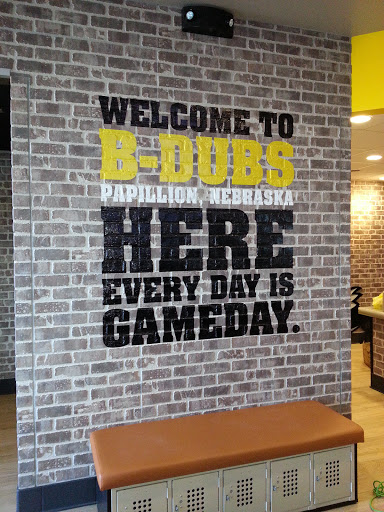 WELCOME TO
B-DUBS
PAPILLION, NEBRASKA
HERE
EVERY DAY IS
GAMEDAY.